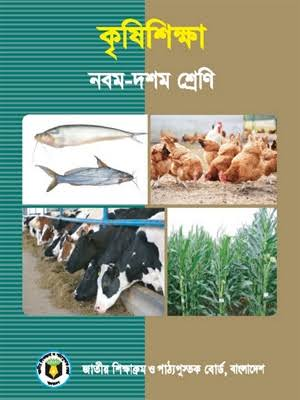 কৃষিশিক্ষা
নবম-দশম শ্রেণি
জাতীয় শিক্ষাক্রম ও পাঠ্যপুস্তক বোর্ড, বাংলাদেশ